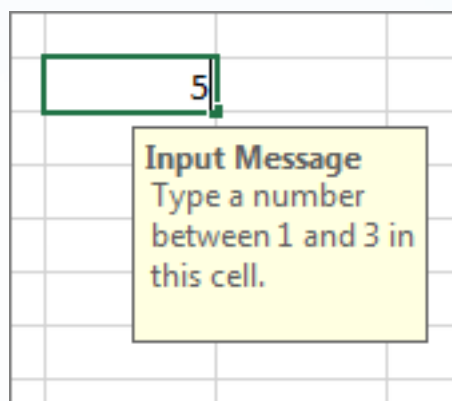 5
Input Message
Type a number
between 1 and 3 in
this cell.